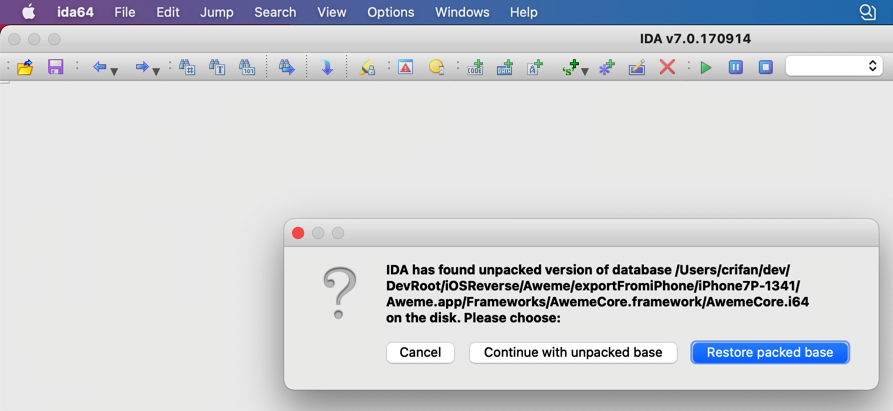 ida64 File Edit Jump Search View Options Windows Help
IDA v7.0.170914
IDA has found unpacked version of database /Users/crifan/dev/
DevRoot/iOSReverse/Aweme/exportFromiPhone/iPhone7P-1341/
Aweme.app/Frameworks/AwemeCore.framework/AwemeCore.i64
on the disk. Please choose:
Cancel Continue with unpacked base Restore packed base